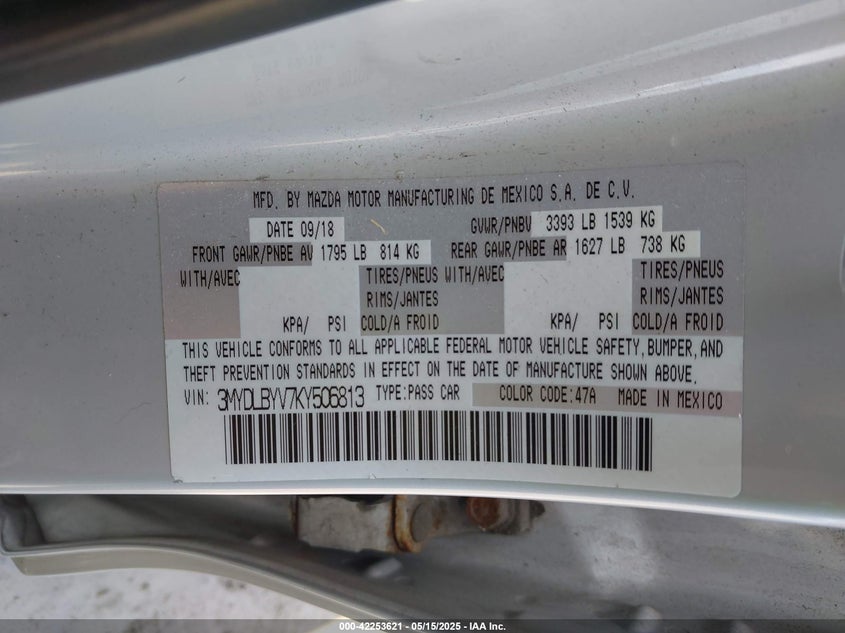 MFD. BY MAZDA MOTOR MANUFACTURING DE MEXICO S.A. DE C.V.
DATE 09/18 GVWR/PNBV 3393 LB 1539 KG
FRONT GAWR/PNBE AV 1795 LB 814 KG REAR GAWR/PNBE AR 1627 LB 738 KG
WITH/AVEC TIRES/PNEUS WITH/AVEC TIRES/PNEUS
RIMS/JANTES RIMS/JANTES
KPA/ PSI COLD/A FROID KPA/ PSI COLD/A FROID
THIS VEHICLE CONFORMS TO ALL APPLICABLE FEDERAL MOTOR VEHICLE SAFETY, BUMPER, AND
THEFT PREVENTION STANDARDS IN EFFECT ON THE DATE OF MANUFACTURE SHOWN ABOVE.
VIN: 3MYDLBYV7KY506813 TYPE: PASS CAR COLOR CODE: 47A MADE IN MEXICO
000-42253621 - 05/15/2025 - IAA Inc.